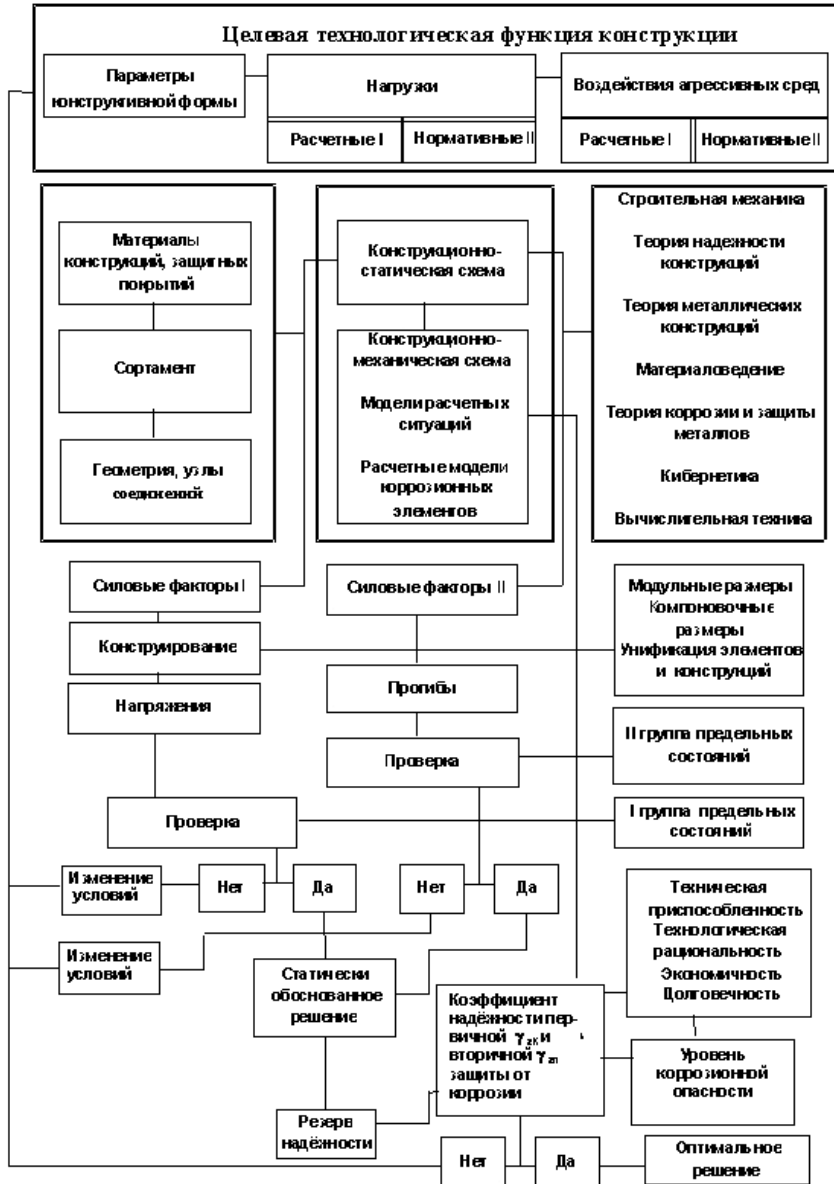 Целевая технологическая функция конструкции
Параметры
конструктивной формы
Нагрузки
Воздействия агрессивных сред
Расчетные I
Нормативные II
Расчетные I
Нормативные II
Материалы
конструкций, защитных
покрытий
Сортамент
Геометрия, узлы
соединений
Конструкционно-
статическая схема
Конструкционно-
механическая схема
Модели расчетных
ситуаций
Расчетные модели
коррозионных
элементов
Строительная механика
Теория надежности
конструкций
Теория металлических
конструкций
Материаловедение
Теория коррозии и защиты
металлов
Кибернетика
Вычислительная техника
Силовые факторы I
Силовые факторы II
Модульные размеры
Компоновочные
размеры
Унификация элементов
и конструкций
Конструирование
Напряжения
Прогибы
Проверка
II группа предельных
состояний
Проверка
I группа предельных
состояний
Изменение
условий
Нет
Да
Нет
Да
Изменение
условий
Статически
обоснованное
решение
Техническая
приспособленность
Технологическая
рациональность
Экономичность
Долговечность
Коэффициент
надёжности пер-
вичной γzк и
вторичной γzn
защиты от
коррозии
Уровень
коррозионной
опасности
Резерв
надёжности
Нет
Да
Оптимальное
решение